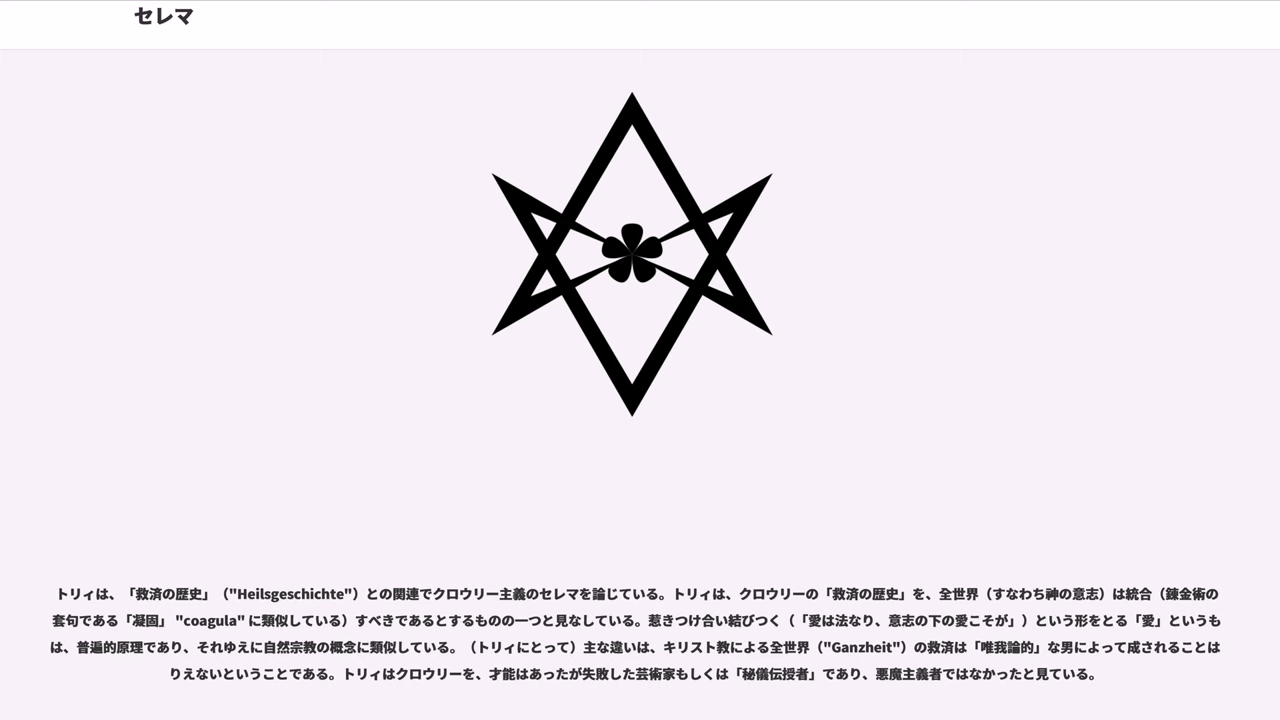 セレマ
トリィは、「救済の歴史」（"Heilsgeschichte"）との関連でクロウリー主義のセレマを論じている。トリィは、クロウリーの「救済の歴史」を、全世界（すなわち神の意志）は統合（錬金術の
套句である「凝固」 "coagula" に類似している）すべきであるとするものの一つと見なしている。惹きつけ合い結びつく（「愛は法なり、意志の下の愛こそが」）という形をとる「愛」というも
は、普遍的原理であり、それゆえに自然宗教の概念に類似している。（トリィにとって）主な違いは、キリスト教による全世界（"Ganzheit"）の救済は「唯我論的」な男によって成されることは
りえないということである。トリィはクロウリーを、才能はあったが失敗した芸術家もしくは「秘儀伝授者」であり、悪魔主義者ではなかったと見ている。